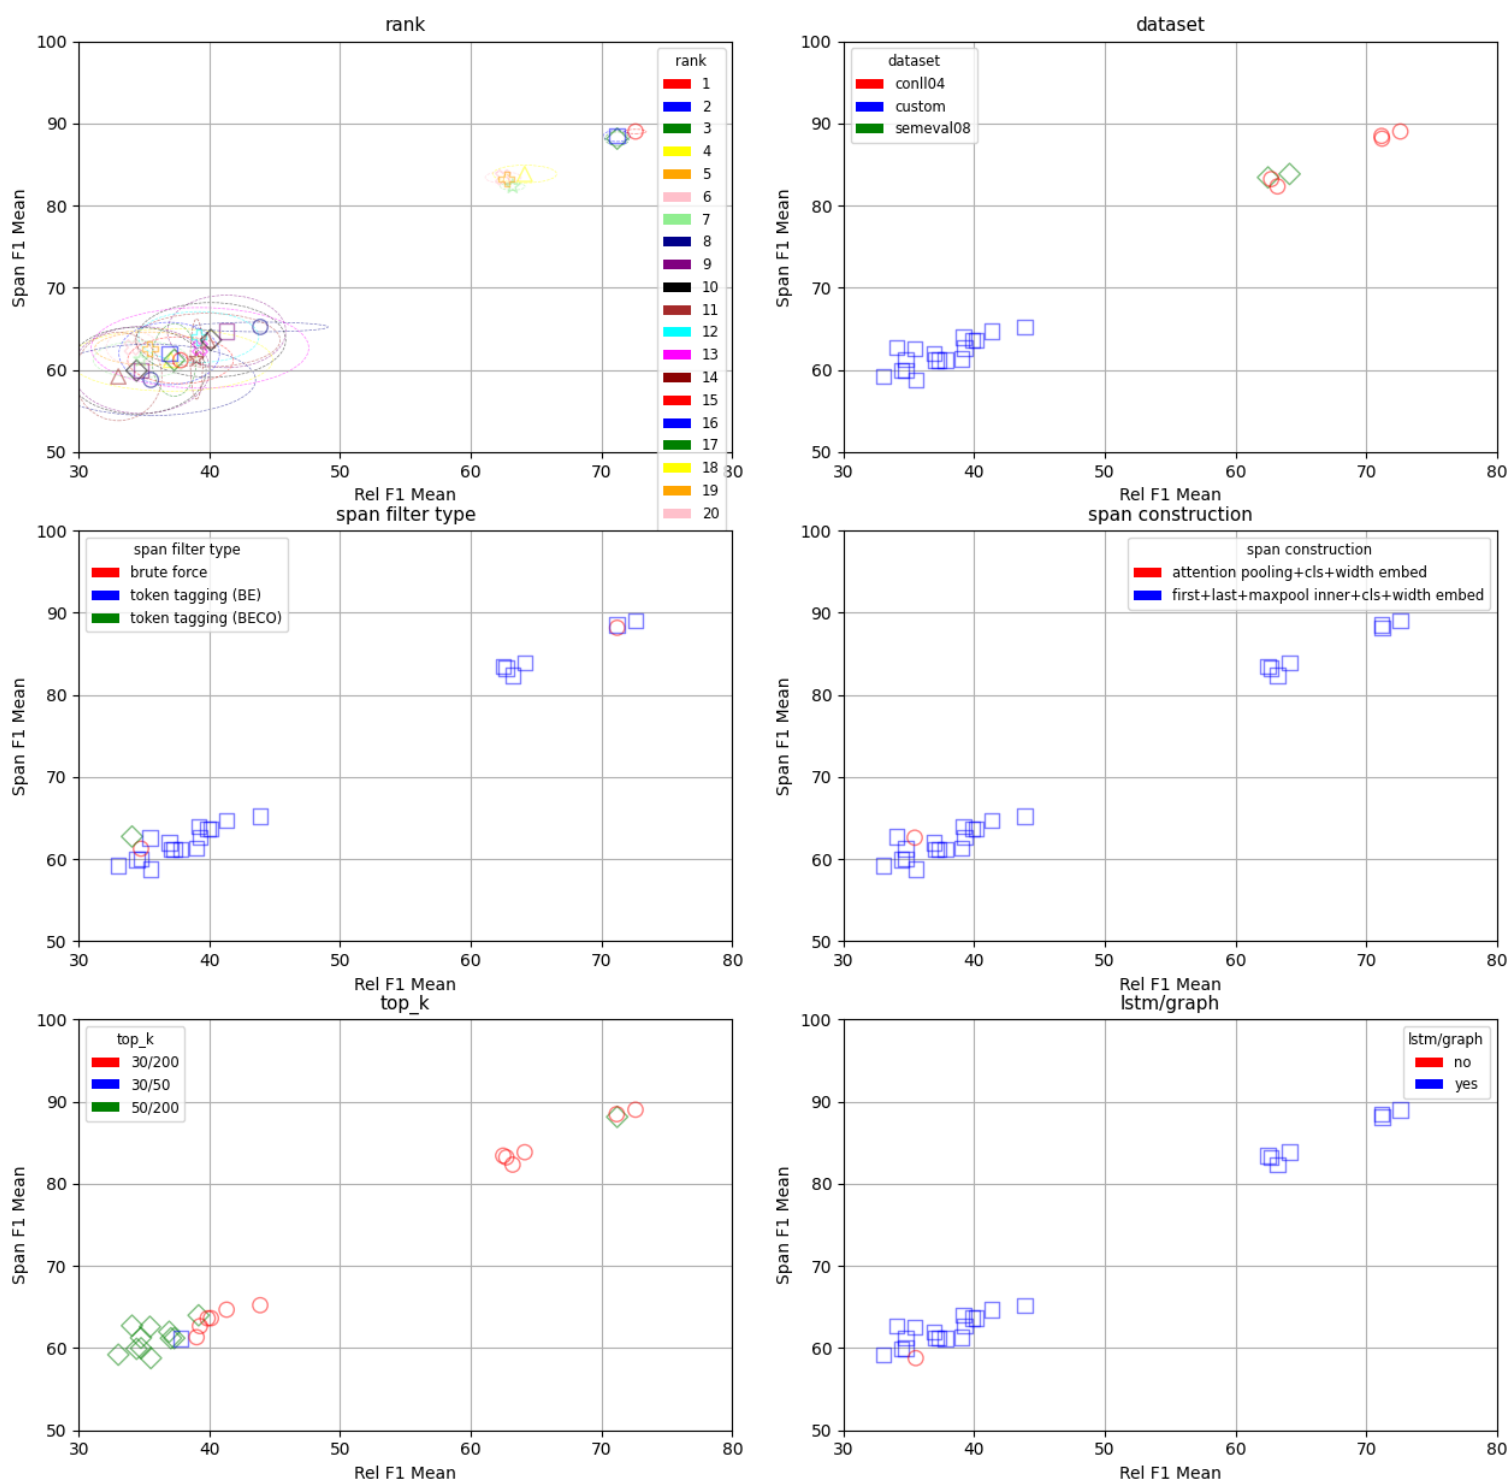 rank
100
90
80
70
60
50
Span F1 Mean
30
40
50
60
70
80
Rel F1 Mean
rank
1
2
3
4
5
6
7
8
9
10
11
12
13
14
15
16
17
18
19
20
dataset
100
90
80
70
60
50
Span F1 Mean
30
40
50
60
70
80
Rel F1 Mean
dataset
conll04
custom
semeval08
span filter type
100
90
80
70
60
50
Span F1 Mean
30
40
50
60
70
80
Rel F1 Mean
span filter type
brute force
token tagging (BE)
token tagging (BECO)
span construction
100
90
80
70
60
50
Span F1 Mean
30
40
50
60
70
80
Rel F1 Mean
span construction
attention pooling+cls+width embed
first+last+maxpool inner+cls+width embed
top_k
100
90
80
70
60
50
Span F1 Mean
30
40
50
60
70
80
Rel F1 Mean
top_k
30/200
30/50
50/200
lstm/graph
100
90
80
70
60
50
Span F1 Mean
30
40
50
60
70
80
Rel F1 Mean
lstm/graph
no
yes